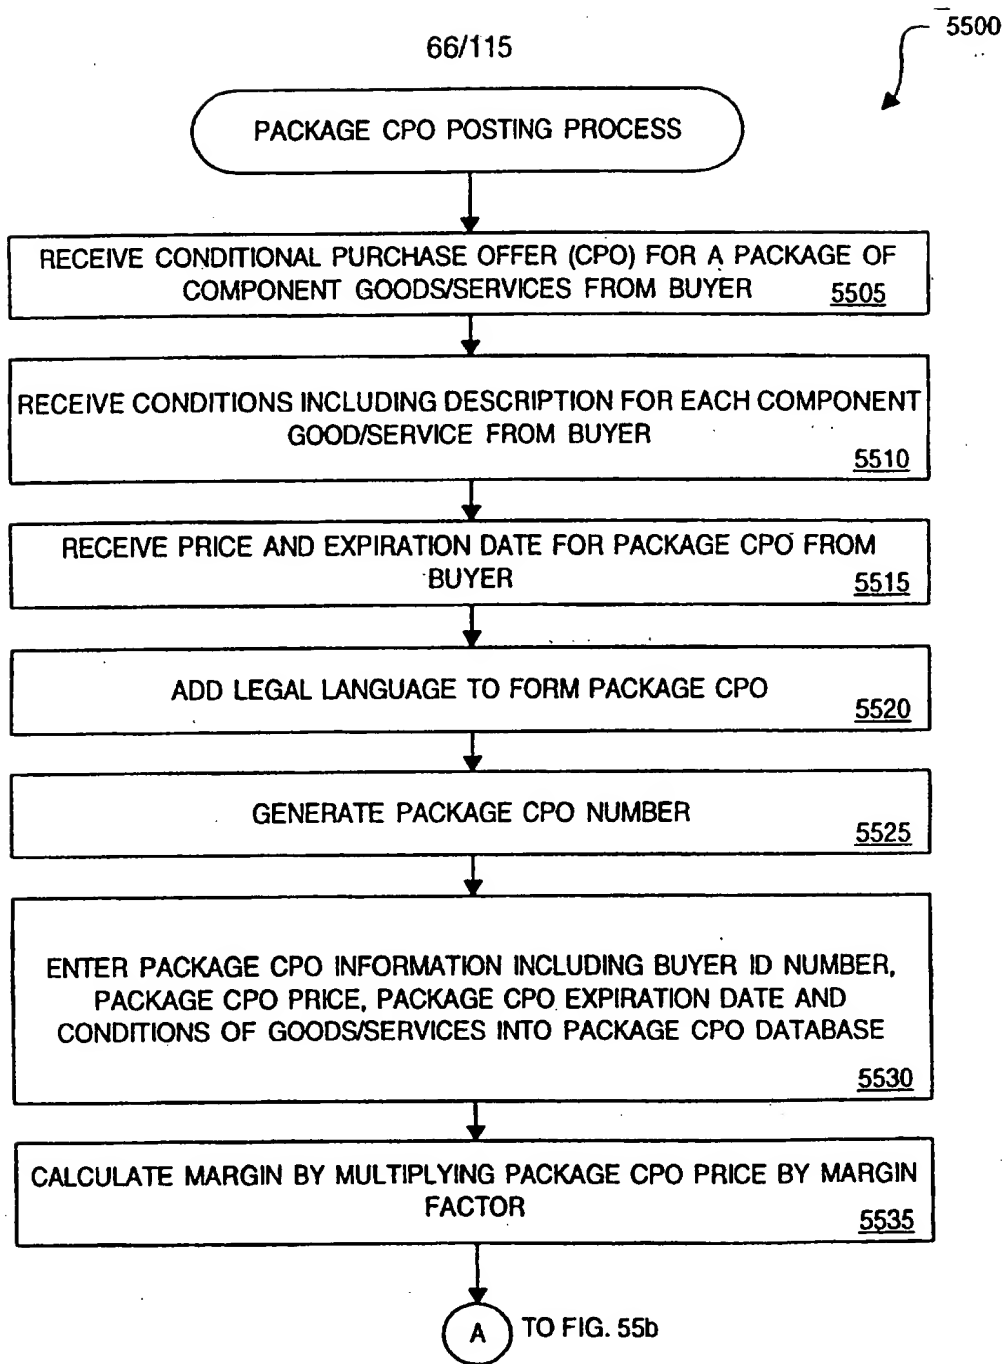 5500
66/115
PACKAGE CPO POSTING PROCESS
RECEIVE CONDITIONAL PURCHASE OFFER (CPO) FOR A PACKAGE OF
COMPONENT GOODS/SERVICES FROM BUYER 5505
RECEIVE CONDITIONS INCLUDING DESCRIPTION FOR EACH COMPONENT
GOOD/SERVICE FROM BUYER
5510
RECEIVE PRICE AND EXPIRATION DATE FOR PACKAGE CPO FROM
BUYER 5515
ADD LEGAL LANGUAGE TO FORM PACKAGE CPO
5520
GENERATE PACKAGE CPO NUMBER
5525
ENTER PACKAGE CPO INFORMATION INCLUDING BUYER ID NUMBER,
PACKAGE CPO PRICE, PACKAGE CPO EXPIRATION DATE AND
CONDITIONS OF GOODS/SERVICES INTO PACKAGE CPO DATABASE
5530
CALCULATE MARGIN BY MULTIPLYING PACKAGE CPO PRICE BY MARGIN
FACTOR 5535
A TO FIG. 55b